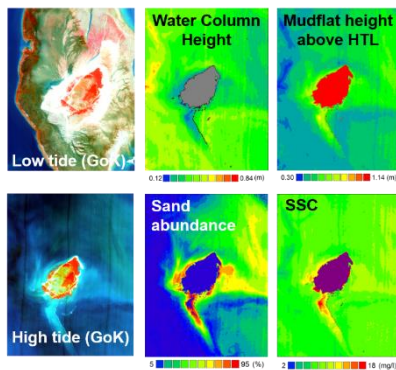 Low tide (GoK)
Water Column
Height
0.12 0.84 (m)
Mudflat height
above HTL
0.30 1.14 (m)
High tide (GoK)
Sand
abundance
5 95 (%)
SSC
2 18 (mg/l)